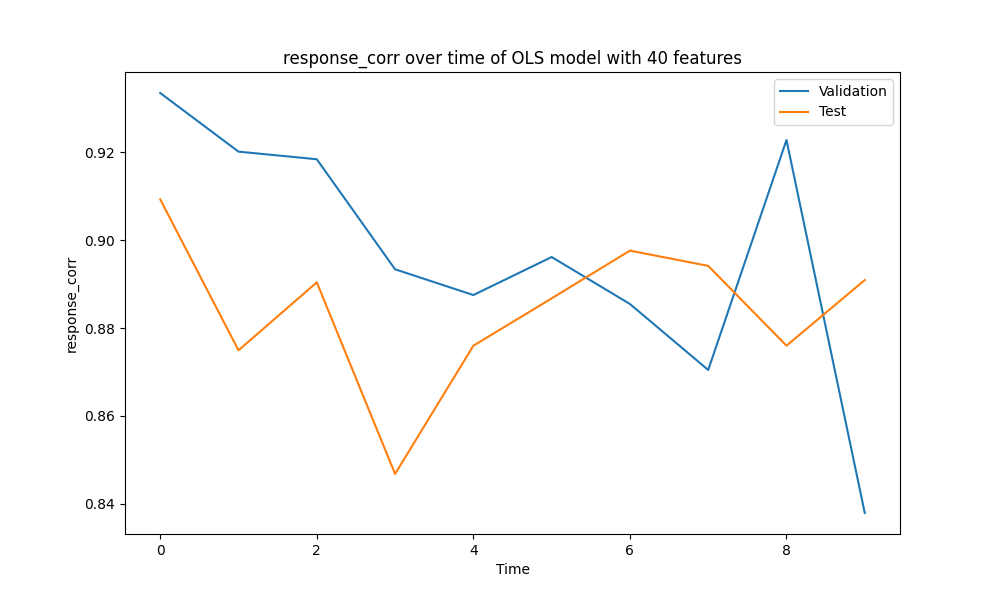 response_corr over time of OLS model with 40 features
Validation
Test
response_corr
0.92
0.90
0.88
0.86
0.84
0 2 4 6 8
Time